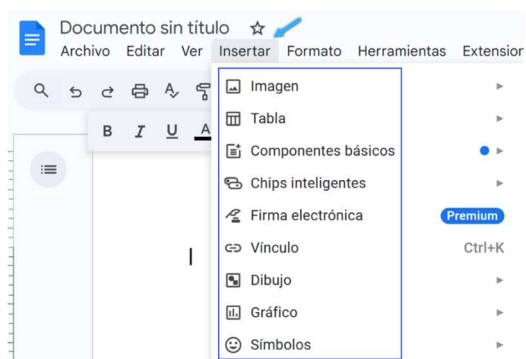 Documento sin título
Archivo Editar Ver Insertar Formato Herramientas Extension
B I U A
Imagen
Tabla
Componentes básicos
Chips inteligentes
Firma electrónica Premium
Vínculo Ctrl+K
Dibujo
Gráfico
Símbolos